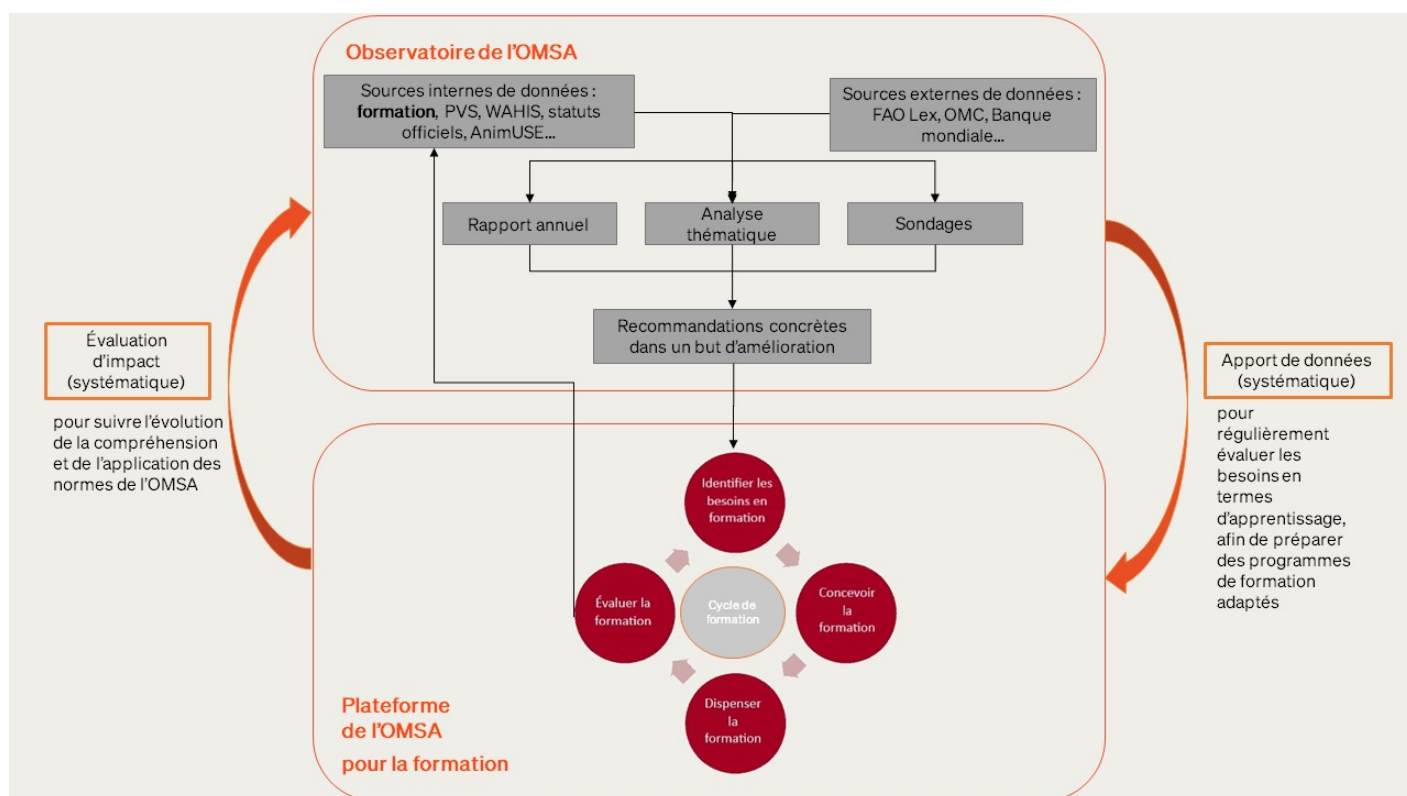 Observatoire de l'OMSA
Sources internes de données :
formation, PVS, WAHIS, statuts
officiels, AnimUSE...
Sources externes de données :
FAO Lex, OMC, Banque
mondiale...
Rapport annuel
Analyse
thématique
Sondages
Recommandations concrètes
dans un but d'amélioration
Évaluation
d'impact
(systématique)
pour suivre l'évolution
de la compréhension
et de l'application des
normes de l'OMSA
Apport de données
(systématique)
pour
régulièrement
évaluer les
besoins en
termes
d'apprentissage,
afin de préparer
des programmes
de formation
adaptés
Identifier les
besoins en
formation
Évaluer la
formation
Cycle de
formation
Concevoir
la
formation
Dispenser
la
formation
Plateforme
de l'OMSA
pour la formation